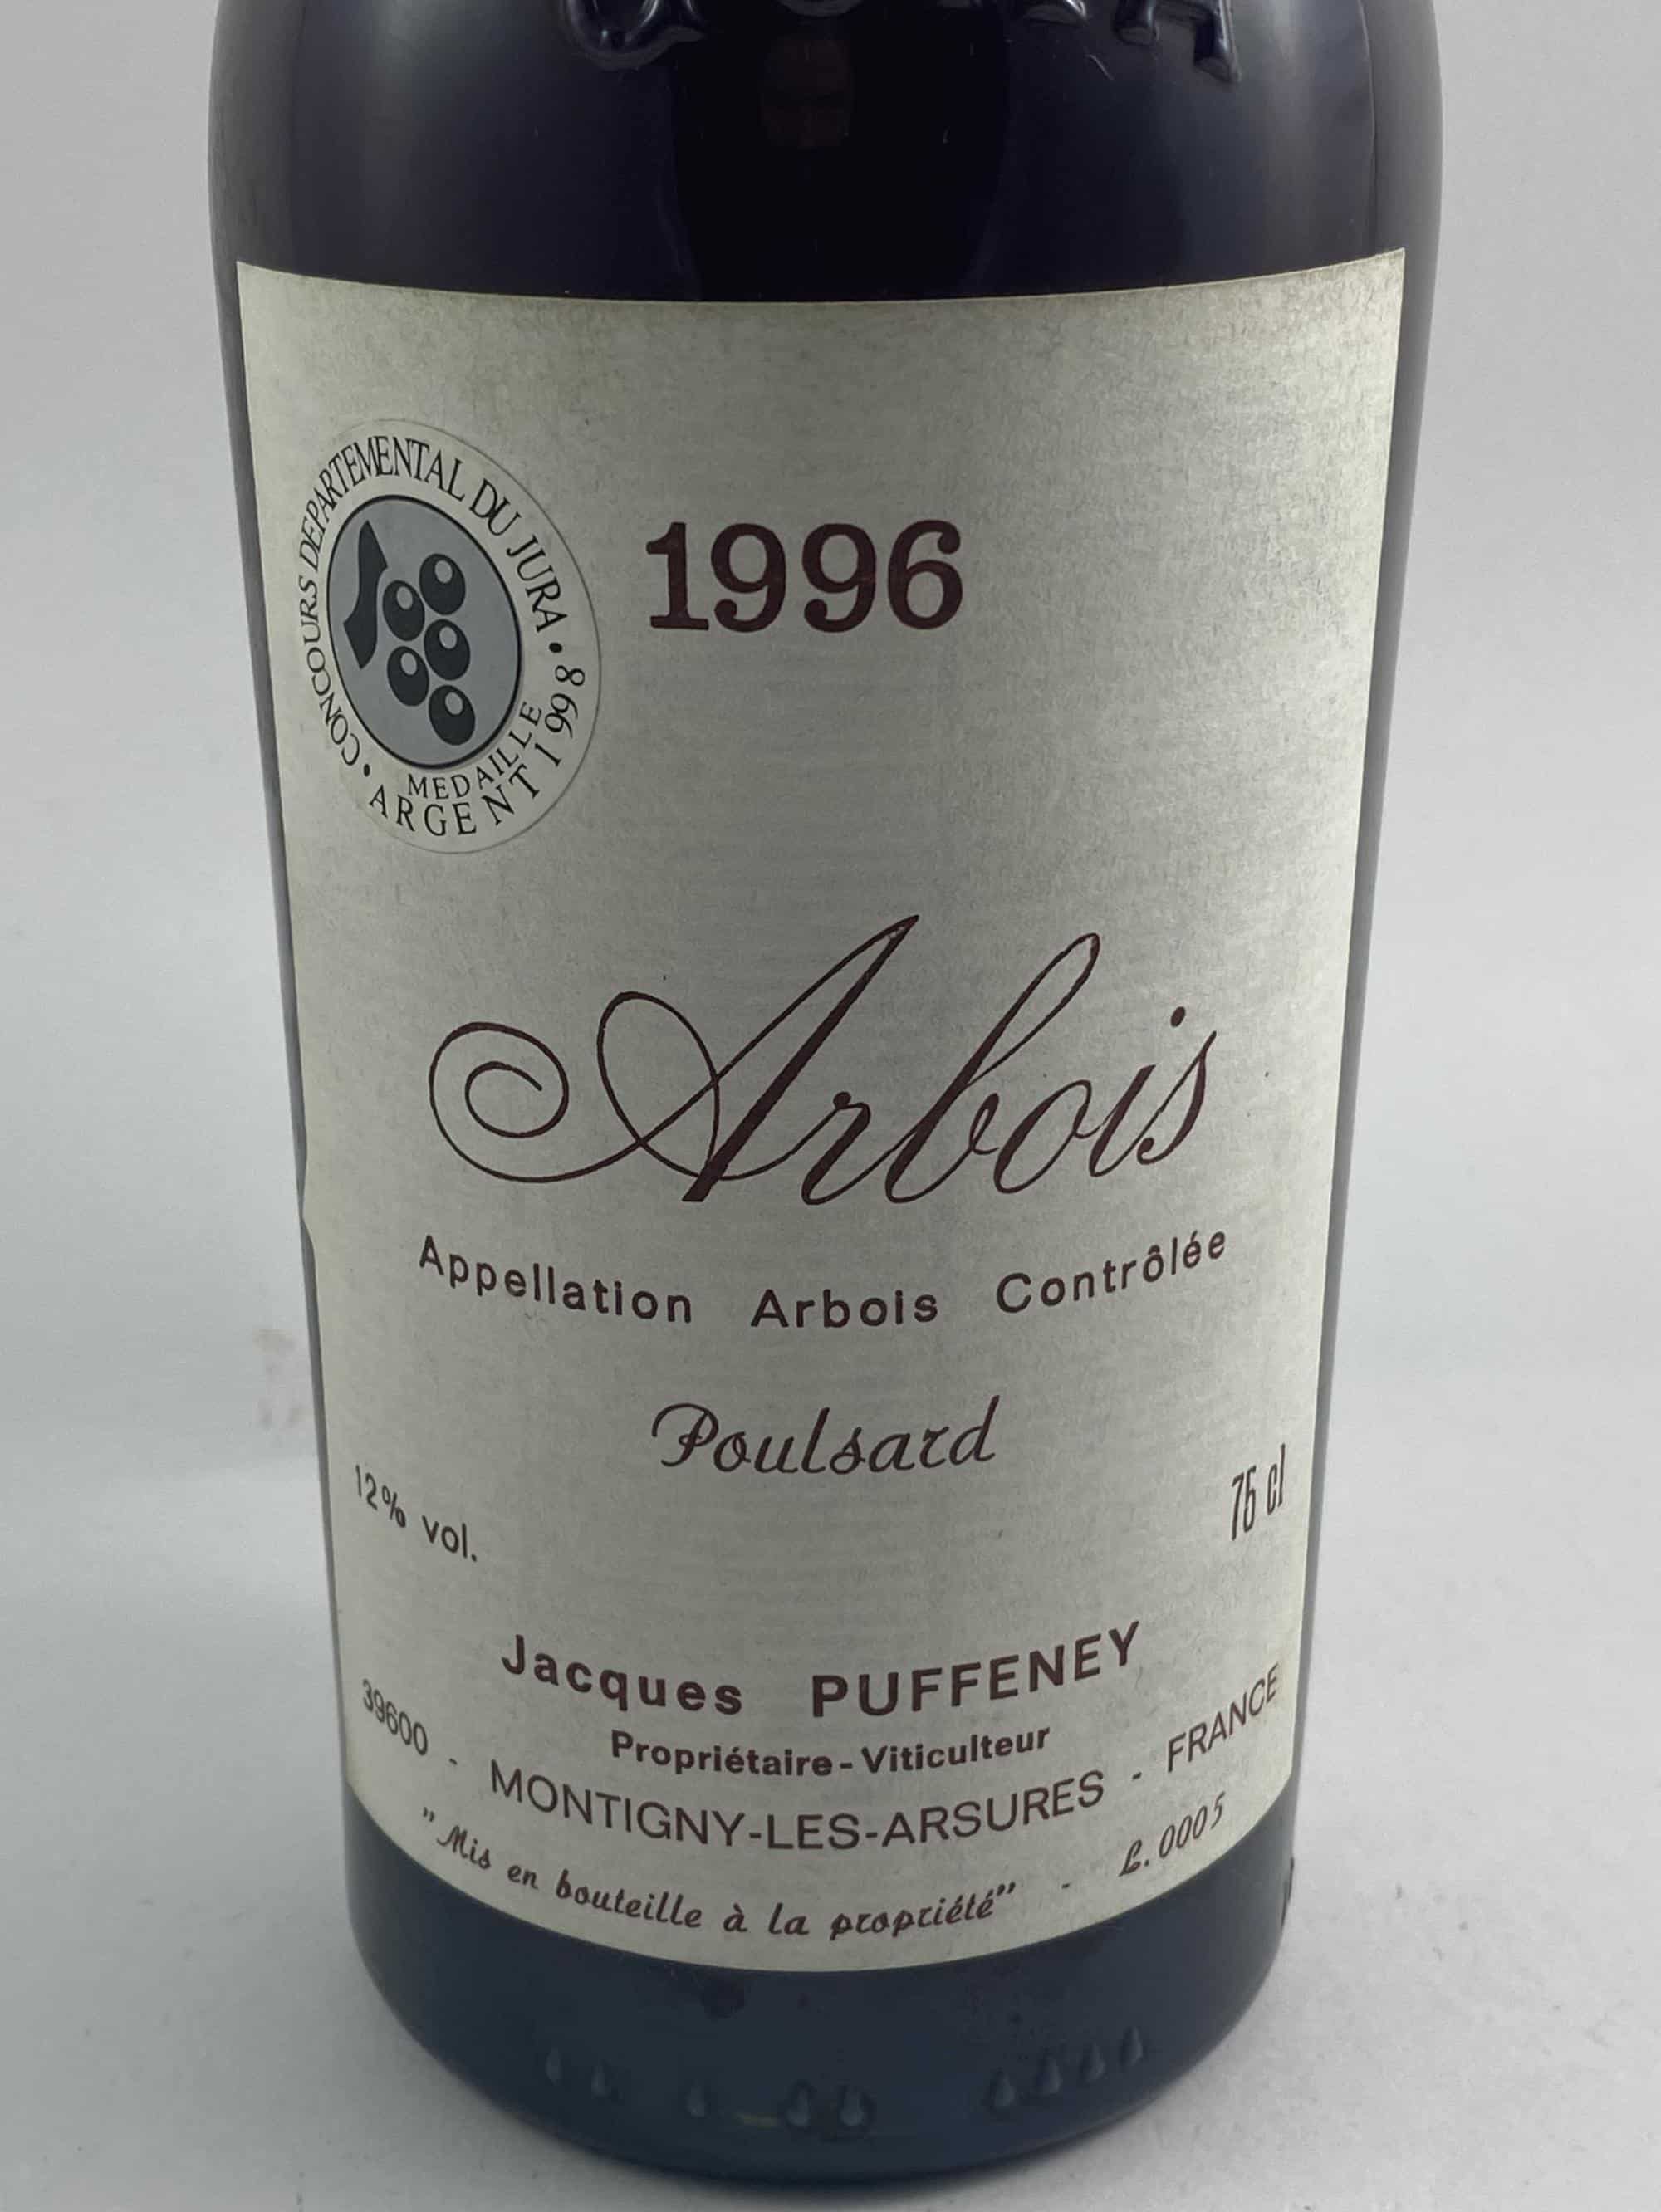 JURA
CONCOURS DEPARTEMENTAL DU JURA •
MEDAILLE
• ARGENT 1998
1996
Arbois
Appellation Arbois Contrôlée
Poulsard
12% vol.
75 cl
Jacques PUFFENEY
Propriétaire - Viticulteur
39600 - MONTIGNY-LES-ARSURES - FRANCE
"Mis en bouteille à la propriété" - L.0005